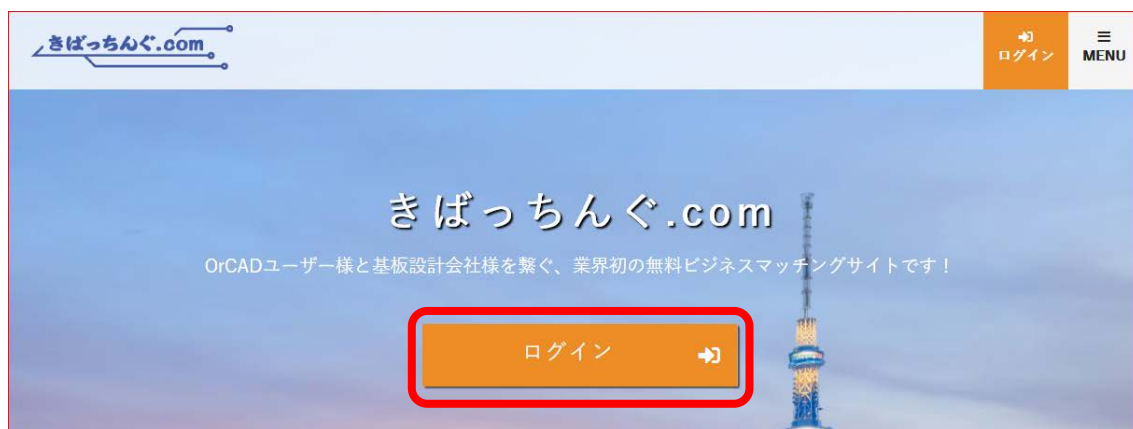 きばっちんぐ.com
ログイン
MENU
きばっちんぐ.com
OrCADユーザー様と基板設計会社様を繋ぐ、業界初の無料ビジネスマッチングサイトです！
ログイン